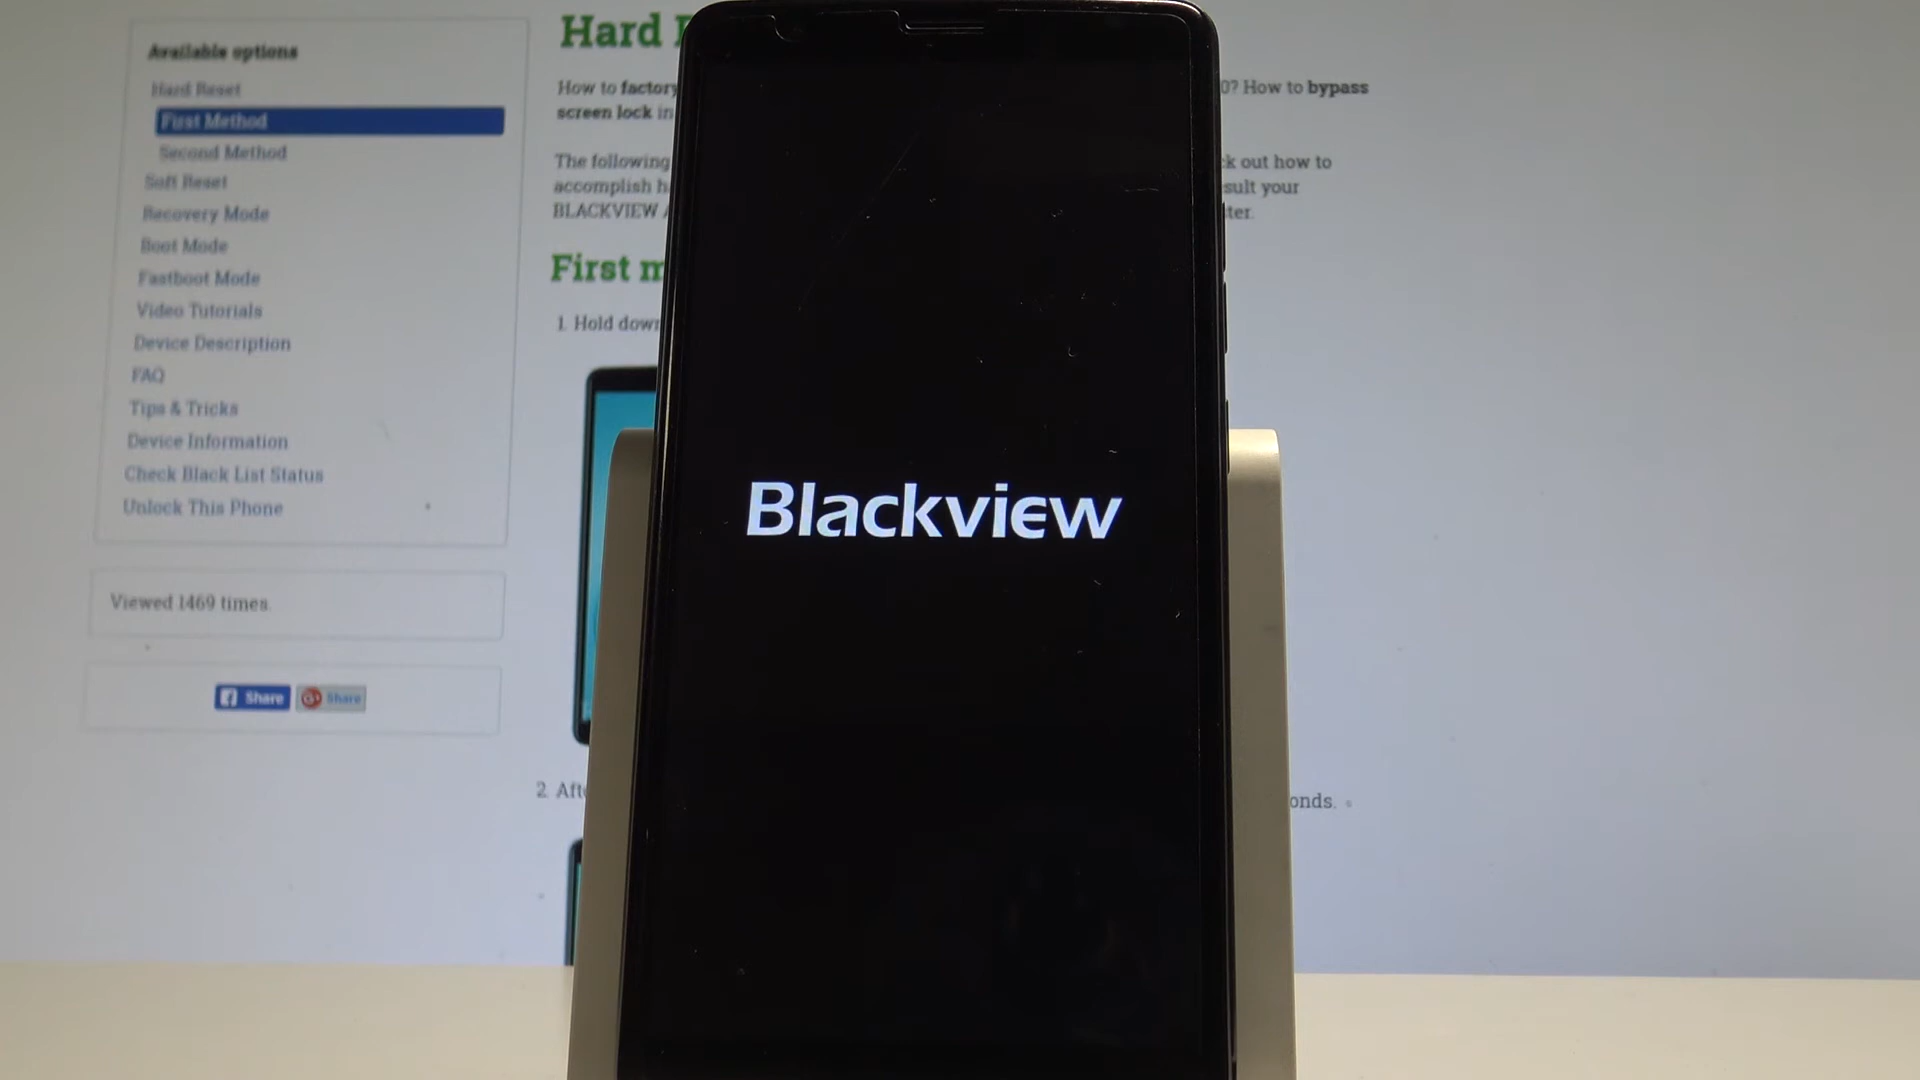 Available options
Hard Reset
First Method
Second Method
Soft Reset
Recovery Mode
Boot Mode
Fastboot Mode
Video Tutorials
Device Description
FAQ
Tips & Tricks
Device Information
Check Black List Status
Unlock This Phone
Viewed 1469 times.
Share
Share
Hard
How to factory 0? How to bypass
screen lock in
The following out how to
accomplish your
BLACKVIEW
First
1. Hold down
2. onds.
Blackview